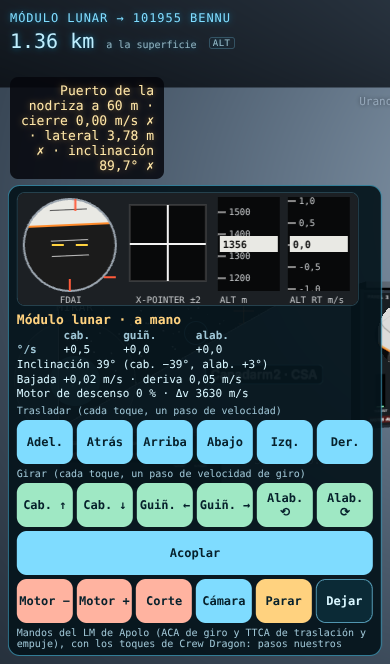 MÓDULO LUNAR → 101955 BENNU
1.36 km a la superficie ALT
Urano
Puerto de la
nodriza a 60 m ·
cierre 0,00 m/s ✗
· lateral 3,78 m
✗ · inclinación
89,7° ✗
1500
1400
1356
1300
1200
1,0
0,5
0,0
-0,5
-1,0
FDAI X-POINTER ±2 ALT m ALT RT m/s
Módulo lunar · a mano
cab. guiñ. alab.
°/s +0,5 +0,0 +0,0
Inclinación 39° (cab. −39°, alab. +3°)
Bajada +0,02 m/s · deriva 0,05 m/s
Motor de descenso 0 % · Δv 3630 m/s
Trasladar (cada toque, un paso de velocidad)
Adel. Atrás Arriba Abajo Izq. Der.
Girar (cada toque, un paso de velocidad de giro)
Cab. ↑ Cab. ↓ Guiñ. ← Guiñ. → Alab. ⟲ Alab. ⟳
Acoplar
Motor − Motor + Corte Cámara Parar Dejar
Mandos del LM de Apolo (ACA de giro y TTCA de traslación y
empuje), con los toques de Crew Dragon: pasos nuestros